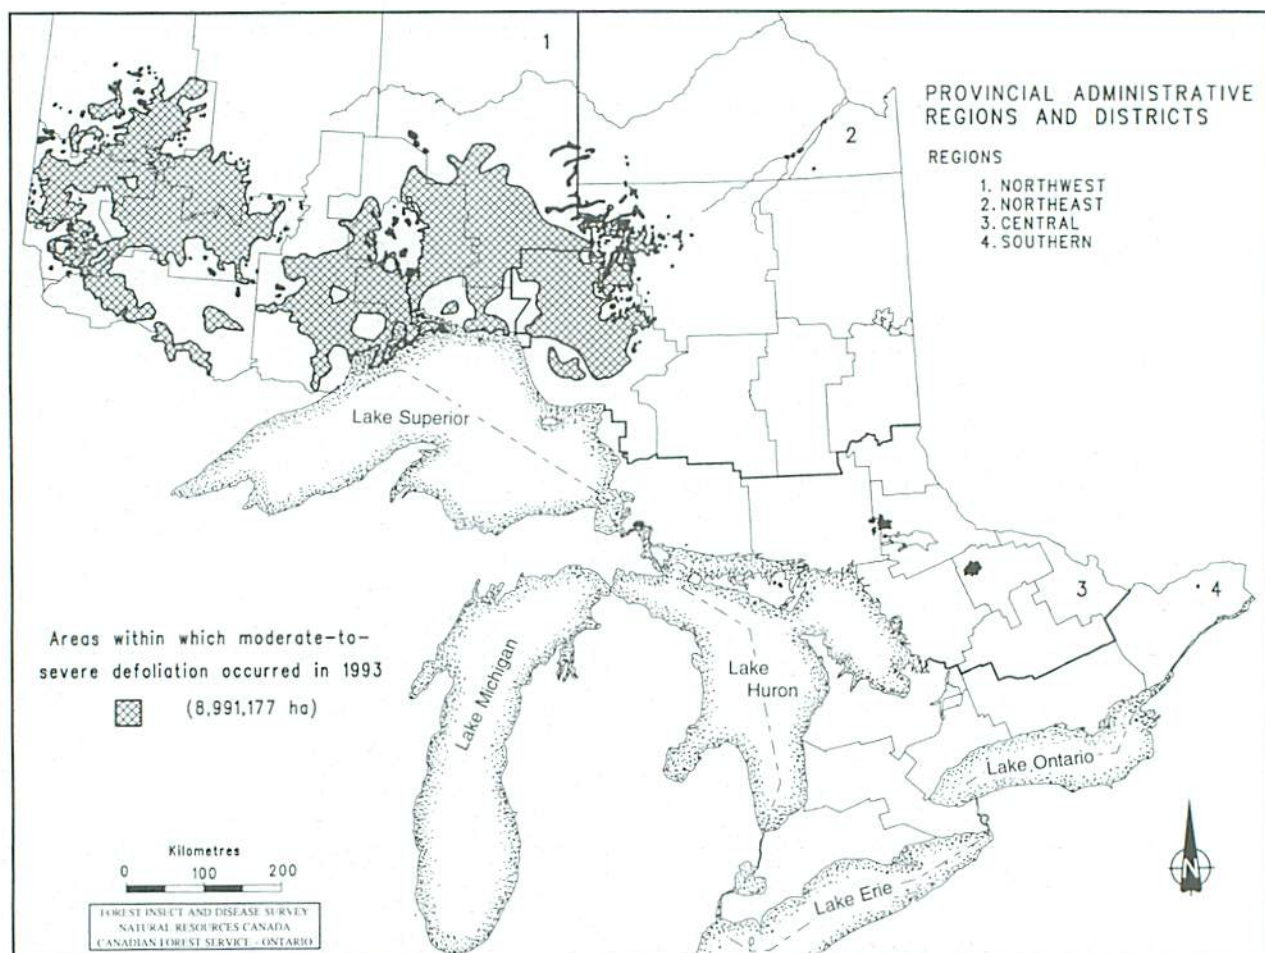 1
2
PROVINCIAL ADMINISTRATIVE
REGIONS AND DISTRICTS
REGIONS
1. NORTHWEST
2. NORTHEAST
3. CENTRAL
4. SOUTHERN
Lake Superior
3
4
Areas within which moderate-to-
severe defoliation occurred in 1993
(8,991,177 ha)
Lake Michigan
Lake
Huron
Lake Ontario
Lake Erie
Kilometres
0 100 200
N
FOREST INSECT AND DISEASE SURVEY
NATURAL RESOURCES CANADA
CANADIAN FOREST SERVICE - ONTARIO